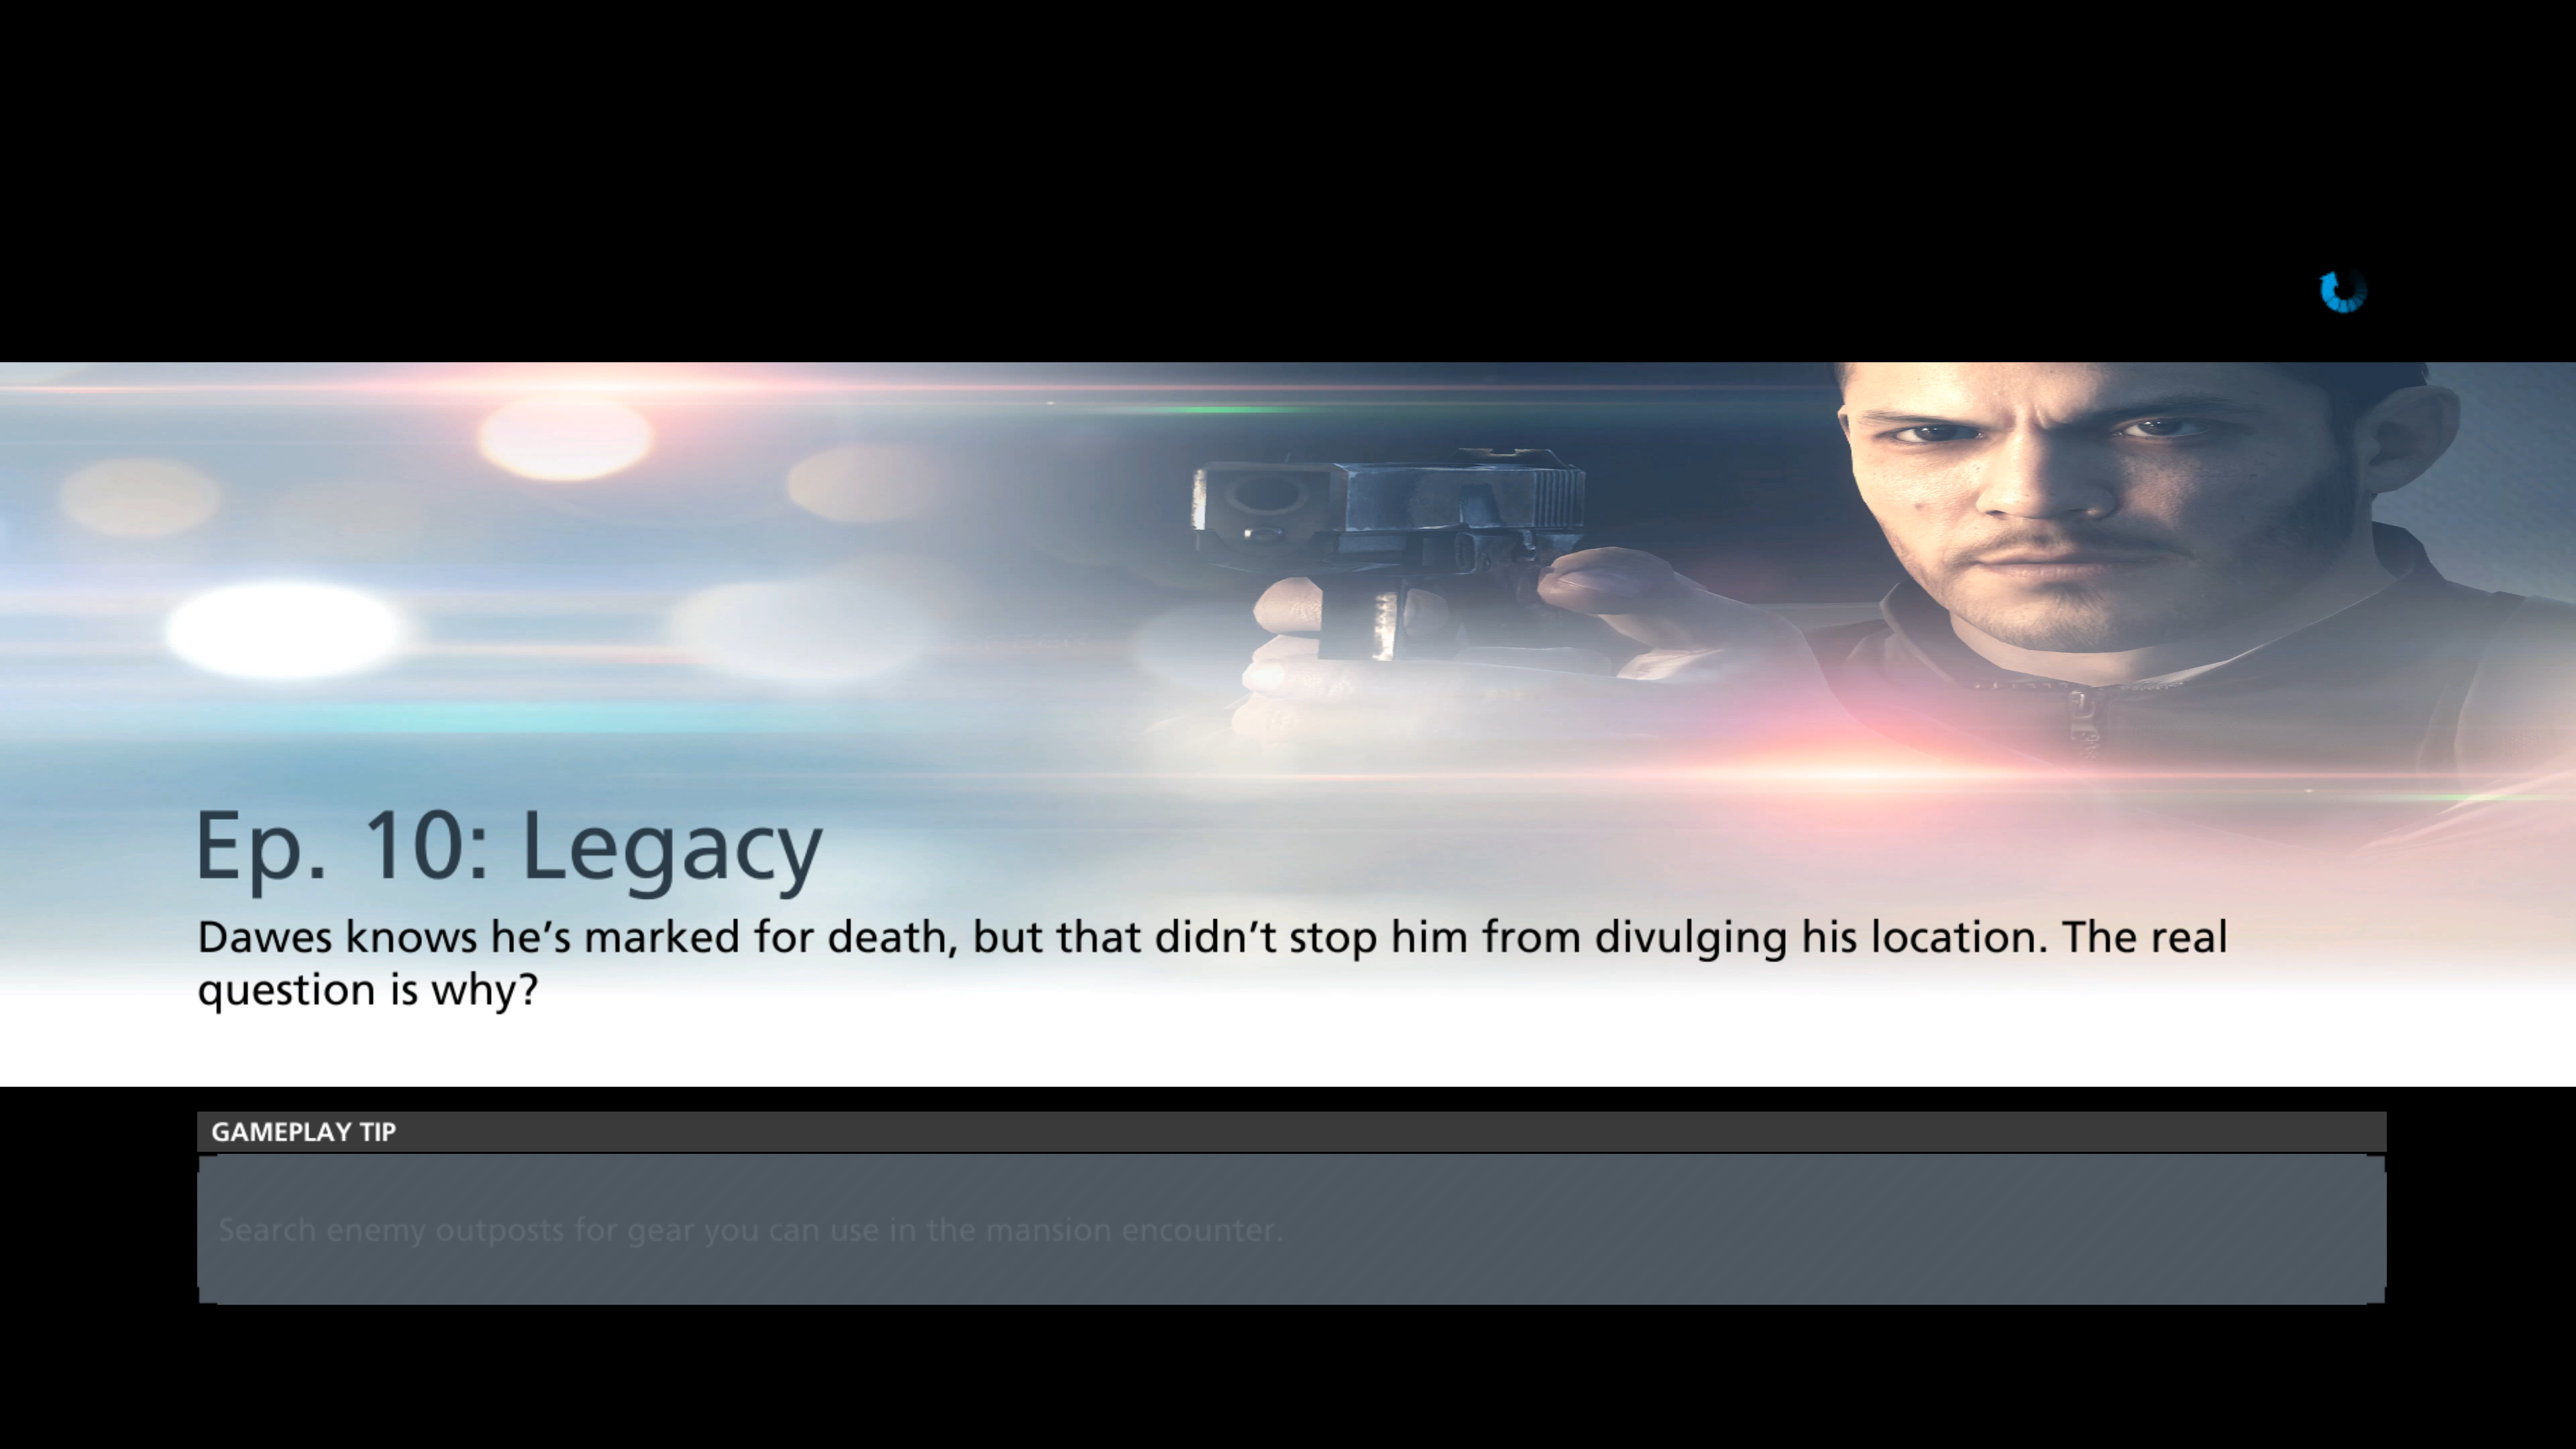 Ep. 10: Legacy
Dawes knows he’s marked for death, but that didn’t stop him from divulging his location. The real
question is why?
GAMEPLAY TIP
Search enemy outposts for gear you can use in the mansion encounter.